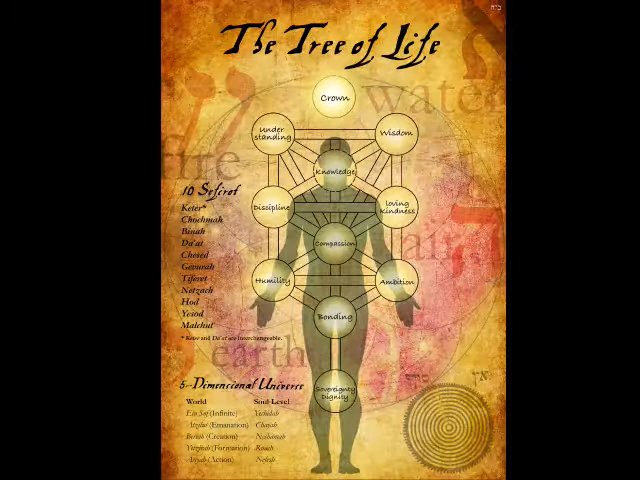 ב"ה
The Tree of Life
Crown
water
Under
standing
Wisdom
fire
Knowledge
10 Sefirot
Keter*
Chochmah
Binah
Da'at
Chesed
Gevurah
Tiferet
Netzach
Hod
Yesod
Malchut
* Keter and Da'at are Interchangeable.
Discipline
loving
kindness
Compassion
air
Humility
Ambition
Bonding
earth
Sovereignty
Dignity
5-Dimensional Universe
World Soul-Level
Ein Sof (Infinite) Yechidah
Atzilut (Emanation) Chayah
Beriah (Creation) Neshamah
Yetzirah (Formation) Ruach
Asiyah (Action) Nefesh